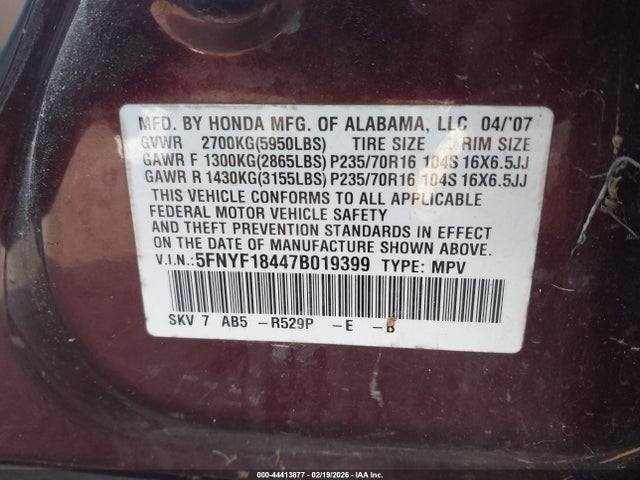 MFD. BY HONDA MFG. OF ALABAMA, LLC 04/'07
GVWR 2700KG(5950LBS) TIRE SIZE RIM SIZE
GAWR F 1300KG(2865LBS) P235/70R16 104S 16X6.5JJ
GAWR R 1430KG(3155LBS) P235/70R16 104S 16X6.5JJ
THIS VEHICLE CONFORMS TO ALL APPLICABLE
FEDERAL MOTOR VEHICLE SAFETY
AND THEFT PREVENTION STANDARDS IN EFFECT
ON THE DATE OF MANUFACTURE SHOWN ABOVE.
V.I.N.: 5FNYF18447B019399 TYPE: MPV
SKV 7 AB5 -R529P -E -B
000-44413877 - 02/19/2026 - IAA Inc.